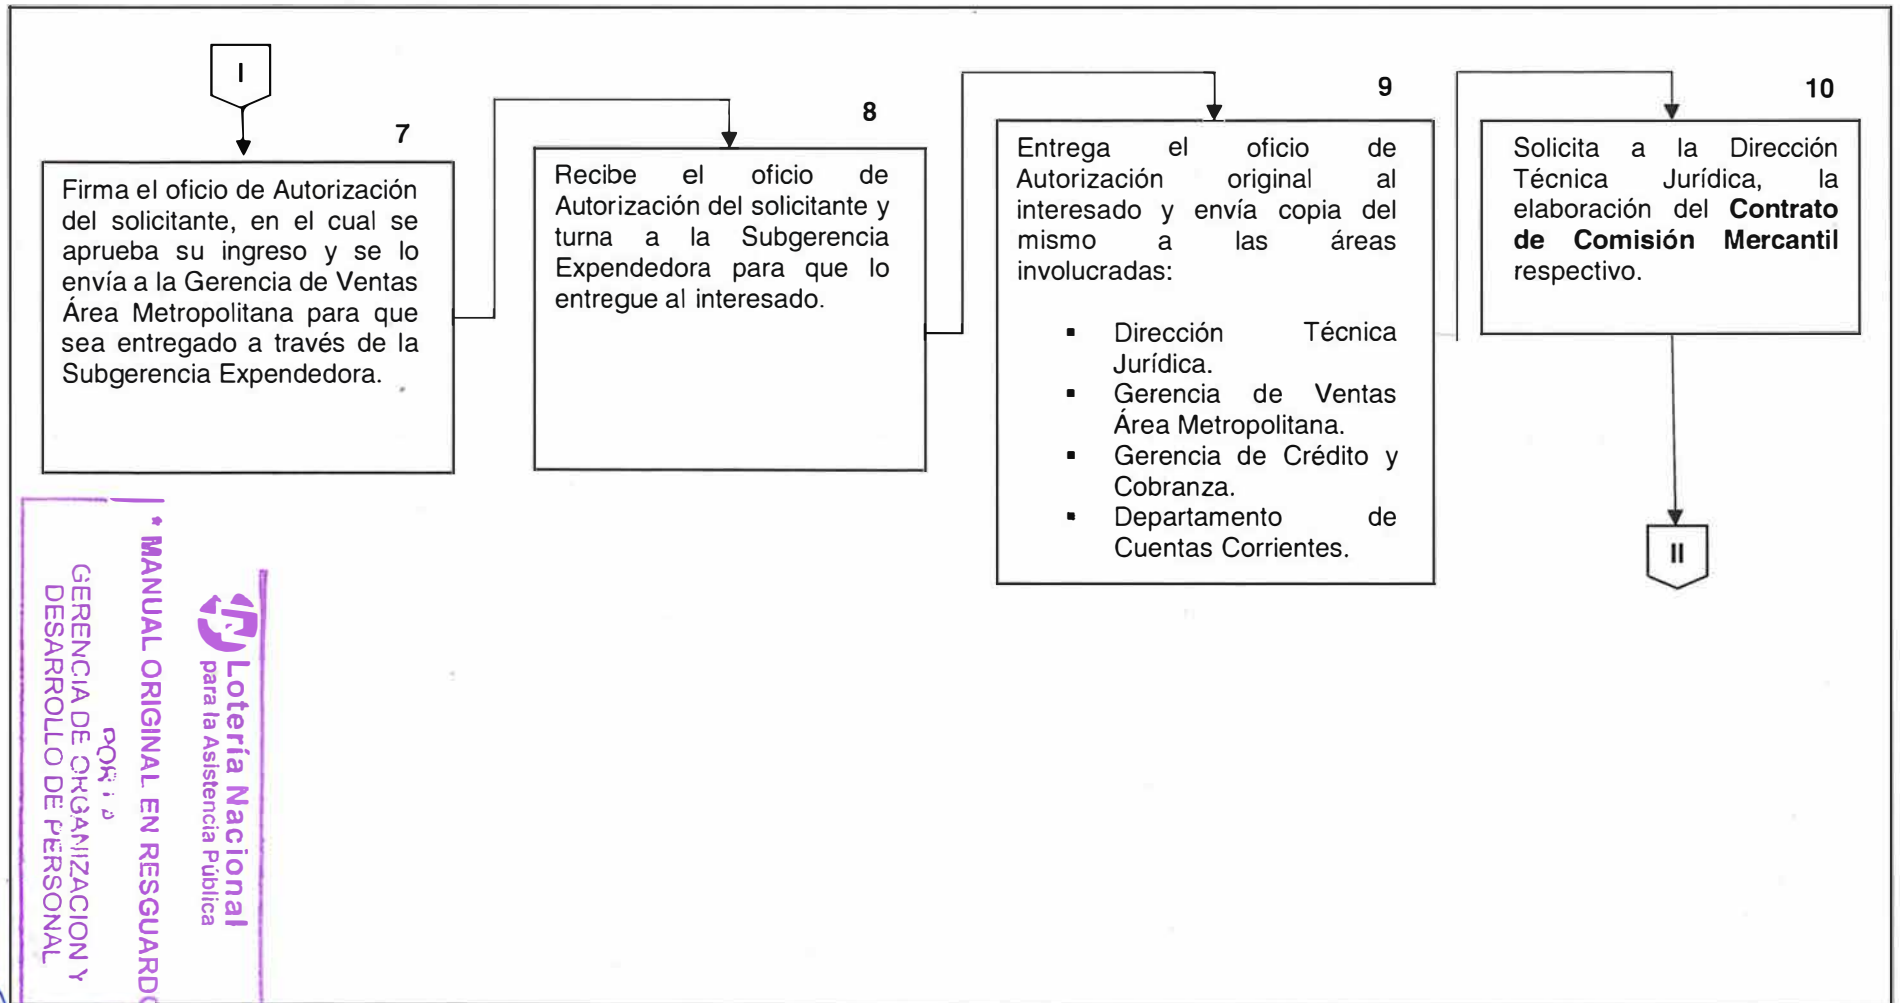 I
7
Firma el oficio de Autorización
del solicitante, en el cual se
aprueba su ingreso y se lo
envía a la Gerencia de Ventas
Área Metropolitana para que
sea entregado a través de la
Subgerencia Expendedora.
8
Recibe el oficio de
Autorización del solicitante y
turna a la Subgerencia
Expendedora para que lo
entregue al interesado.
9
Entrega el oficio de
Autorización original al
interesado y envía copia del
mismo a las áreas
involucradas:
▪ Dirección Técnica
Jurídica.
▪ Gerencia de Ventas
Área Metropolitana.
▪ Gerencia de Crédito y
Cobranza.
▪ Departamento de
Cuentas Corrientes.
10
Solicita a la Dirección
Técnica Jurídica, la
elaboración del Contrato
de Comisión Mercantil
respectivo.
II
Lotería Nacional
para la Asistencia Pública
* MANUAL ORIGINAL EN RESGUARDO
POR
GERENCIA DE ORGANIZACION Y
DESARROLLO DE PERSONAL